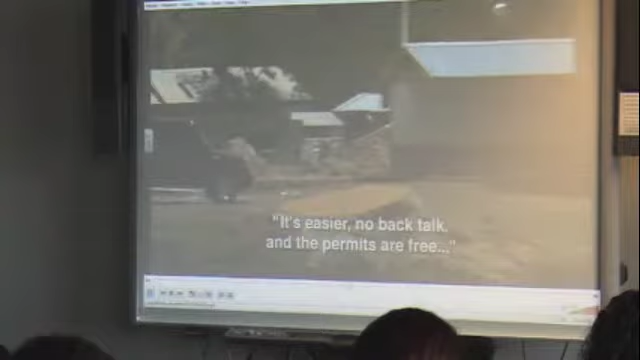 "It's easier, no back talk.
and the permits are free..."